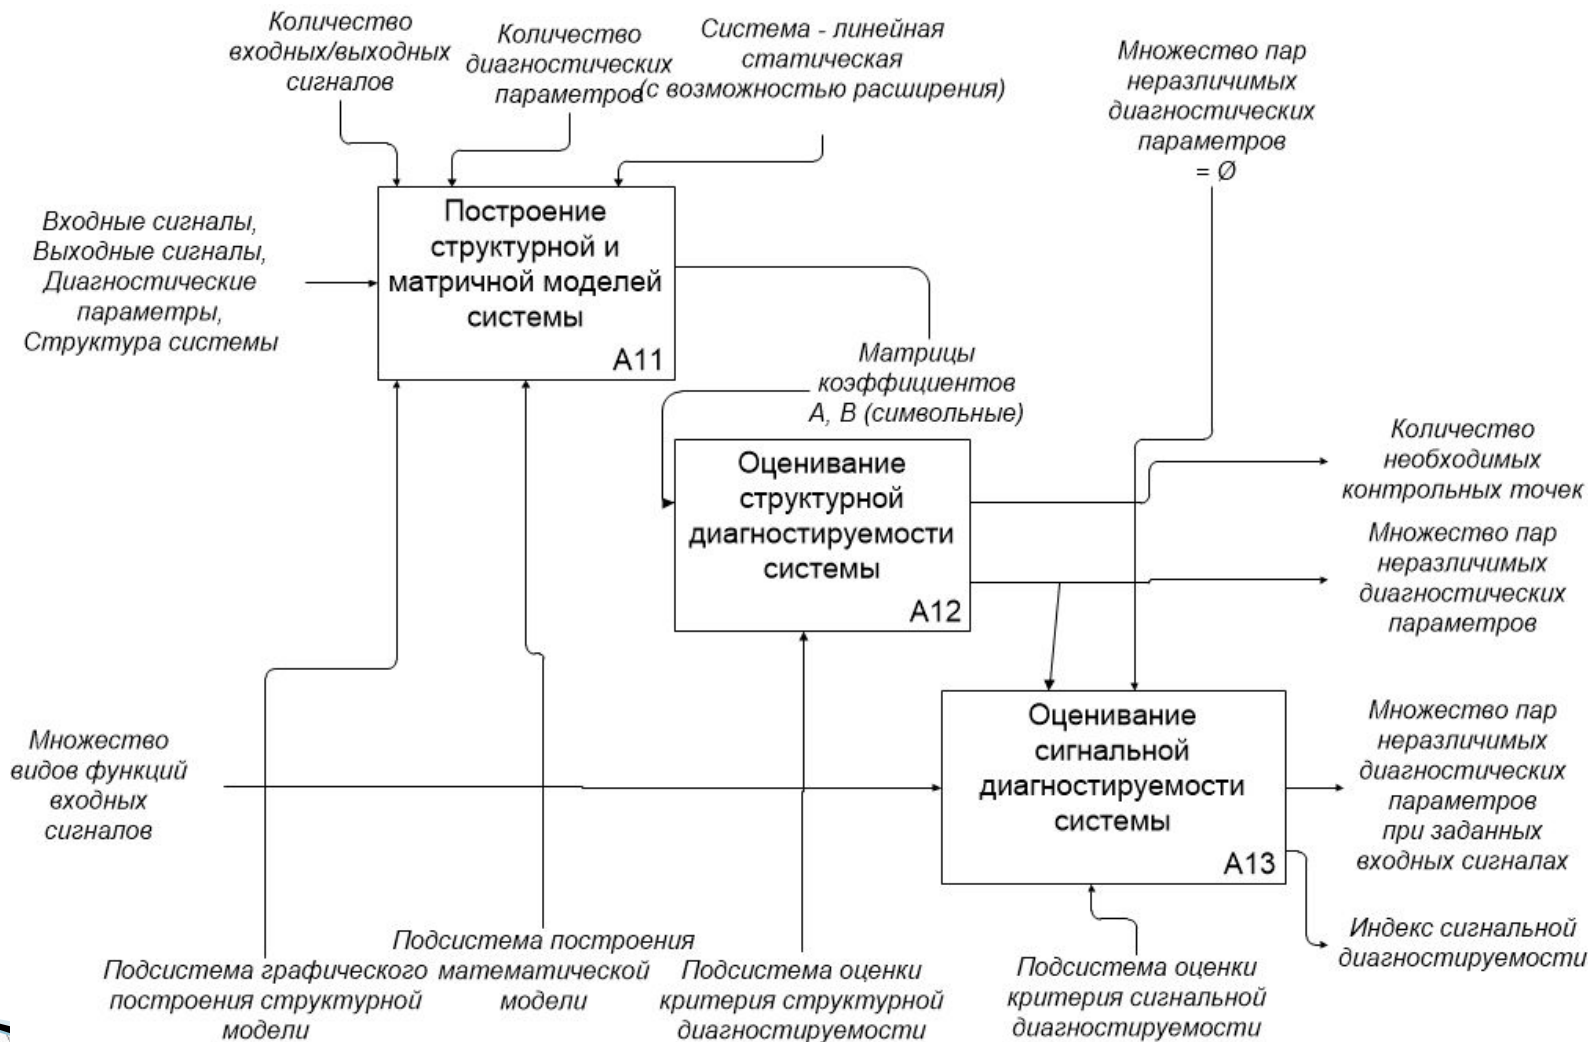 Количество
входных/выходных
сигналов
Количество
диагностических
параметров
Система - линейная
статическая
(с возможностью расширения)
Множество пар
неразличимых
диагностических
параметров
= Ø
Входные сигналы,
Выходные сигналы,
Диагностические
параметры,
Структура системы
Построение
структурной и
матричной моделей
системы
А11
Матрицы
коэффициентов
А, В (символьные)
Оценивание
структурной
диагностируемости
системы
А12
Количество
необходимых
контрольных точек
Множество пар
неразличимых
диагностических
параметров
Множество
видов функций
входных
сигналов
Оценивание
сигнальной
диагностируемости
системы
А13
Множество пар
неразличимых
диагностических
параметров
при заданных
входных сигналах
Индекс сигнальной
диагностируемости
Подсистема графического
построения структурной
модели
Подсистема построения
математической
модели
Подсистема оценки
критерия структурной
диагностируемости
Подсистема оценки
критерия сигнальной
диагностируемости